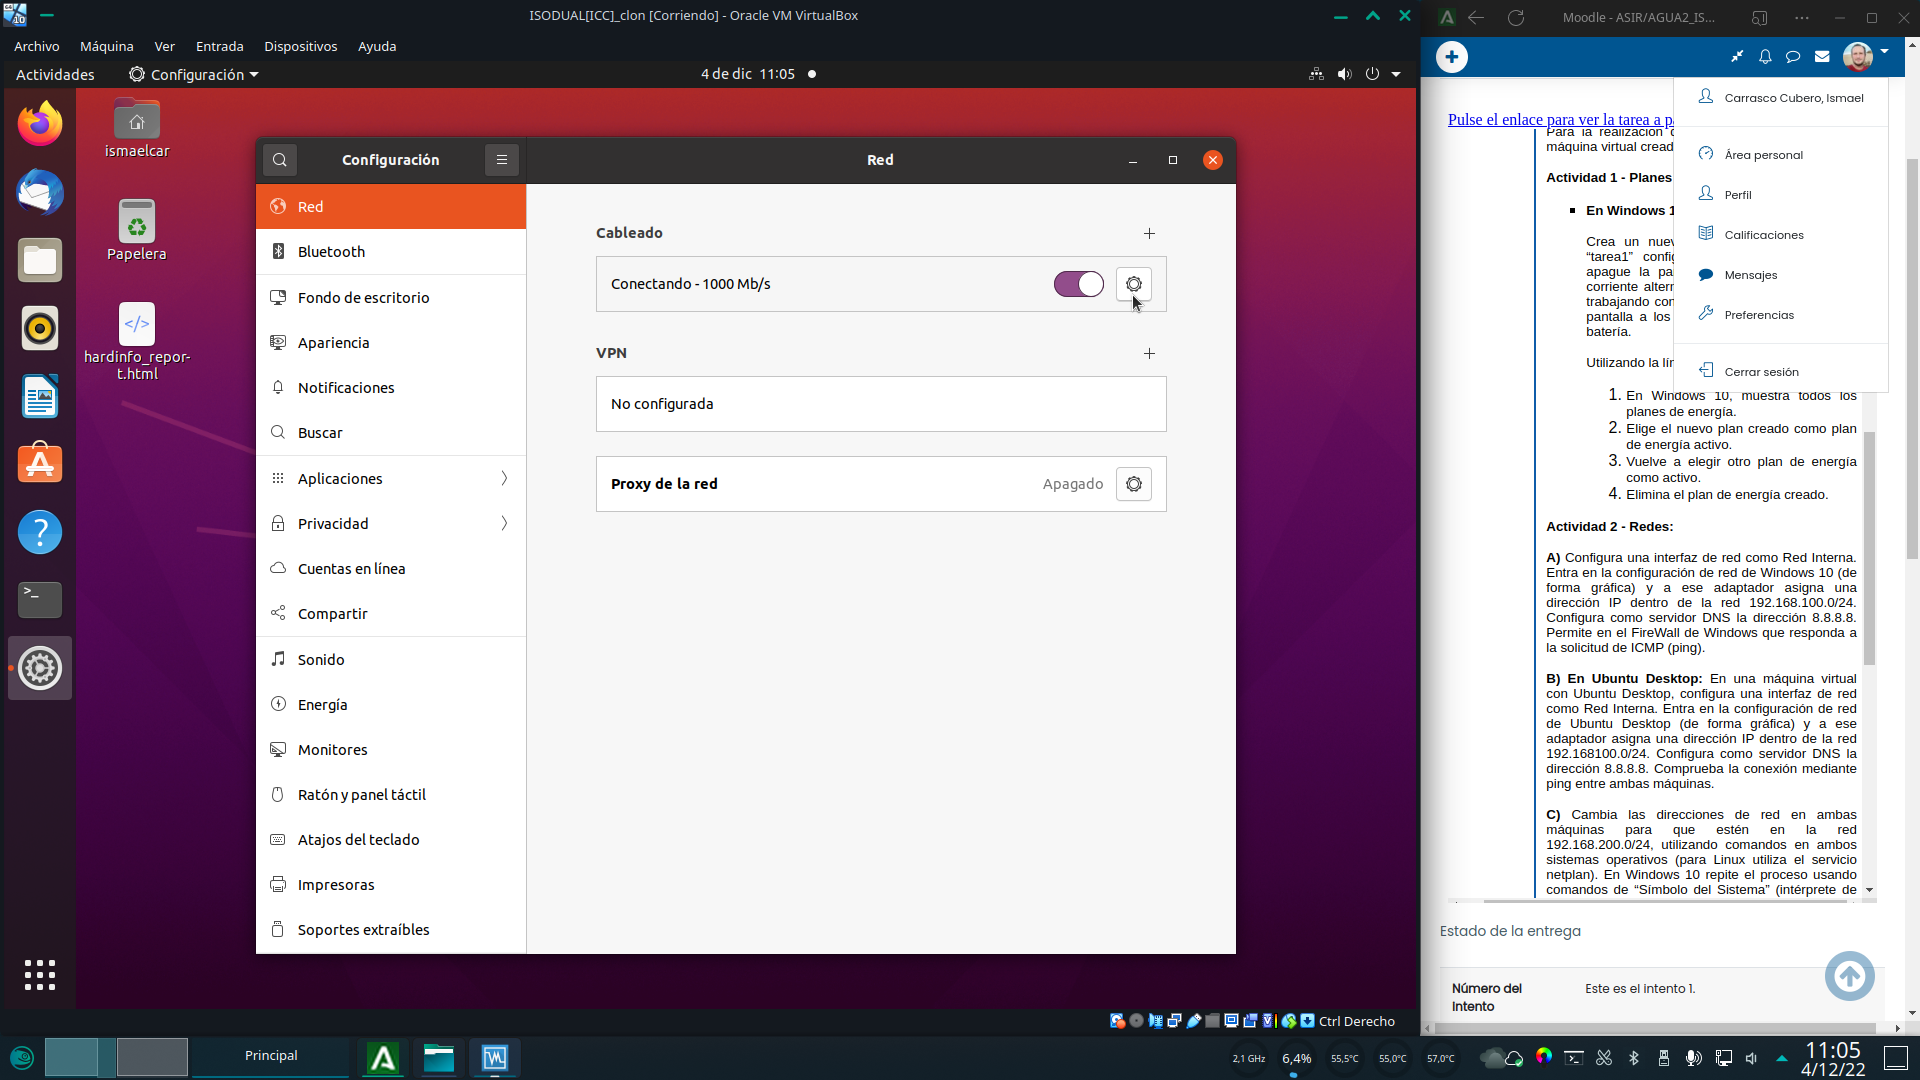 ISODUAL[ICC]_clon [Corriendo] - Oracle VM VirtualBox
Archivo Máquina Ver Entrada Dispositivos Ayuda
Actividades Configuración 4 de dic 11:05
ismaelcar
Papelera
</>
hardinfo_repor-
t.html
>_
Configuración
Red
Red
Bluetooth
Fondo de escritorio
Apariencia
Notificaciones
Buscar
Aplicaciones
Privacidad
Cuentas en línea
Compartir
Sonido
Energía
Monitores
Ratón y panel táctil
Atajos del teclado
Impresoras
Soportes extraíbles
Cableado
Conectando - 1000 Mb/s
VPN
No configurada
Proxy de la red Apagado
Ctrl Derecho
Moodle - ASIR/AGUA2_IS...
Carrasco Cubero, Ismael
Área personal
Perfil
Calificaciones
Mensajes
Preferencias
Cerrar sesión
Pulse el enlace para ver la tarea a p
Para la realización
máquina virtual cread
Actividad 1 - Planes
En Windows 1
Crea un nuev
"tarea1" config
apague la pa
corriente altern
trabajando con
pantalla a los
batería.
Utilizando la lín
1. En Windows 10, muestra todos los
planes de energía.
2. Elige el nuevo plan creado como plan
de energía activo.
3. Vuelve a elegir otro plan de energía
como activo.
4. Elimina el plan de energía creado.
Actividad 2 - Redes:
A) Configura una interfaz de red como Red Interna.
Entra en la configuración de red de Windows 10 (de
forma gráfica) y a ese adaptador asigna una
dirección IP dentro de la red 192.168.100.0/24.
Configura como servidor DNS la dirección 8.8.8.8.
Permite en el FireWall de Windows que responda a
la solicitud de ICMP (ping).
B) En Ubuntu Desktop: En una máquina virtual
con Ubuntu Desktop, configura una interfaz de red
como Red Interna. Entra en la configuración de red
de Ubuntu Desktop (de forma gráfica) y a ese
adaptador asigna una dirección IP dentro de la red
192.168100.0/24. Configura como servidor DNS la
dirección 8.8.8.8. Comprueba la conexión mediante
ping entre ambas máquinas.
C) Cambia las direcciones de red en ambas
máquinas para que estén en la red
192.168.200.0/24, utilizando comandos en ambos
sistemas operativos (para Linux utiliza el servicio
netplan). En Windows 10 repite el proceso usando
comandos de "Símbolo del Sistema" (intérprete de
Estado de la entrega
Número del
intento
Este es el intento 1.
Principal
2,1 GHz 6,4% 55,5°C 55,0°C 57,0°C
11:05
4/12/22